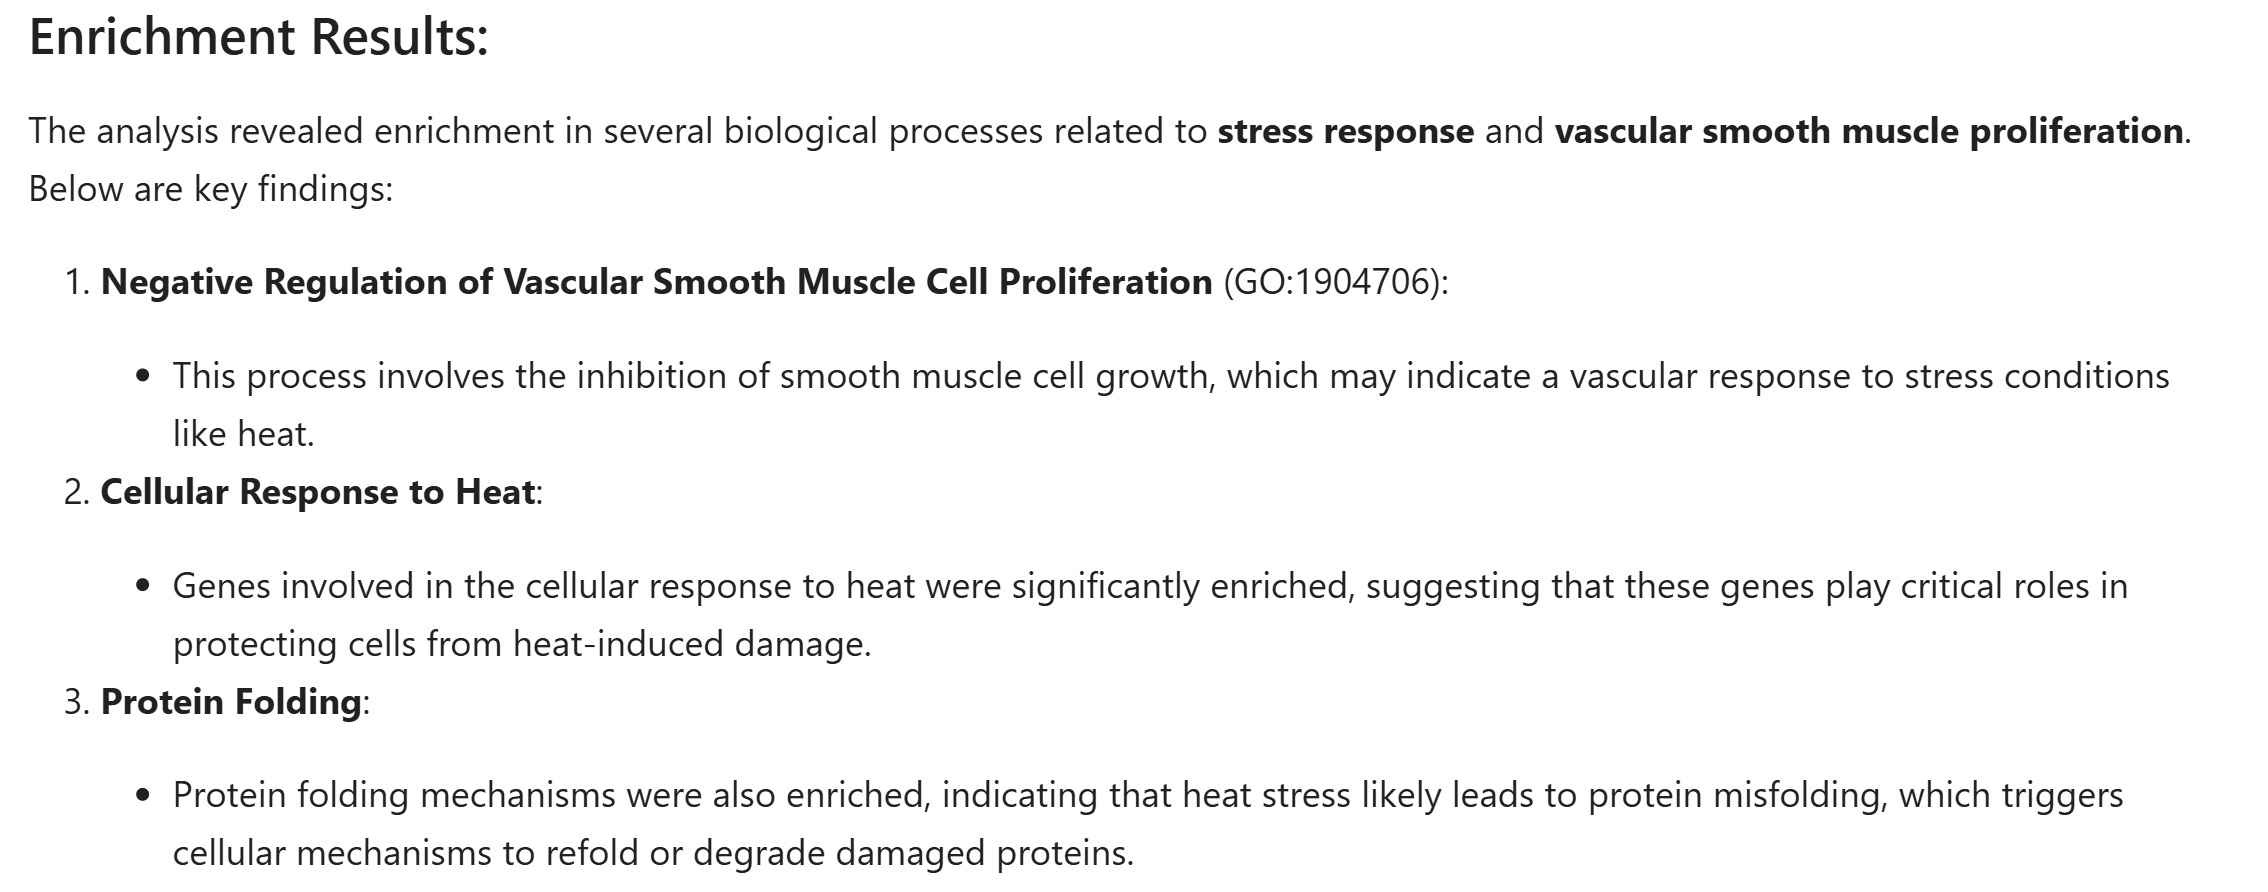 Enrichment Results:
The analysis revealed enrichment in several biological processes related to stress response and vascular smooth muscle proliferation.
Below are key findings:
1. Negative Regulation of Vascular Smooth Muscle Cell Proliferation (GO:1904706):
• This process involves the inhibition of smooth muscle cell growth, which may indicate a vascular response to stress conditions
like heat.
2. Cellular Response to Heat:
• Genes involved in the cellular response to heat were significantly enriched, suggesting that these genes play critical roles in
protecting cells from heat-induced damage.
3. Protein Folding:
• Protein folding mechanisms were also enriched, indicating that heat stress likely leads to protein misfolding, which triggers
cellular mechanisms to refold or degrade damaged proteins.